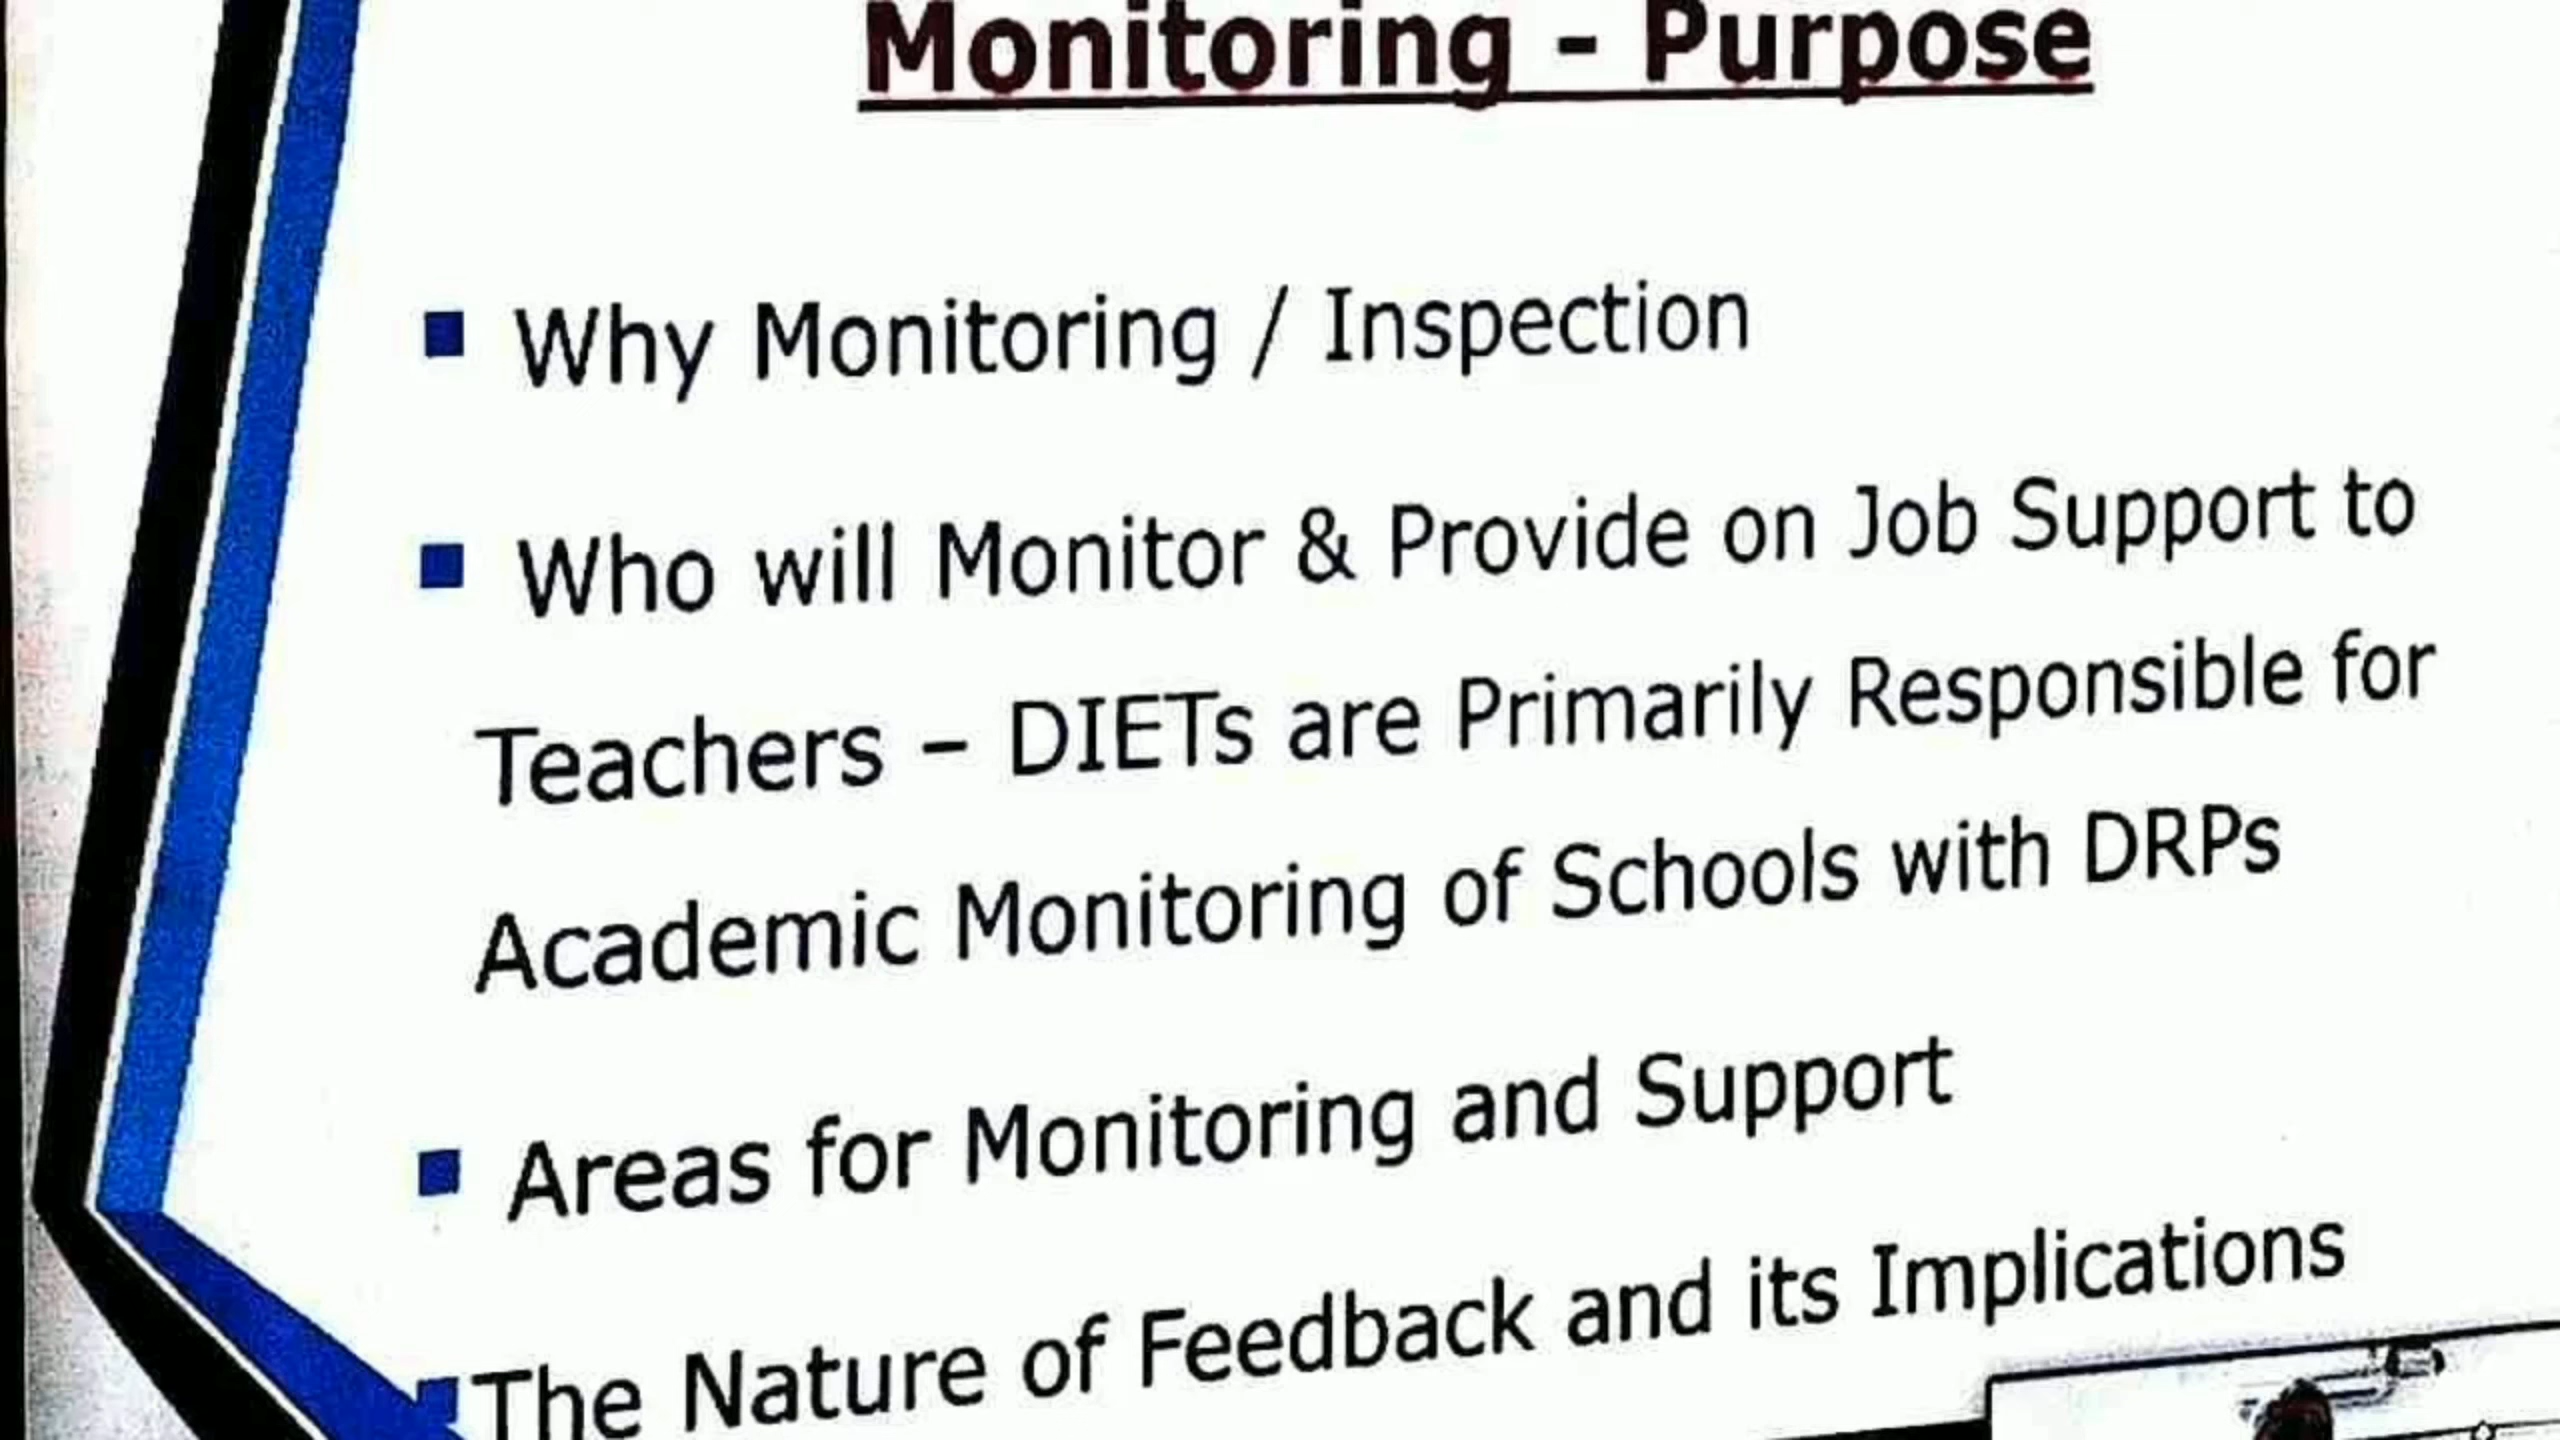 Monitoring - Purpose
Why Monitoring / Inspection
Who will Monitor & Provide on Job Support to
Teachers – DIETs are Primarily Responsible for
Academic Monitoring of Schools with DRPs
Areas for Monitoring and Support
The Nature of Feedback and its Implications